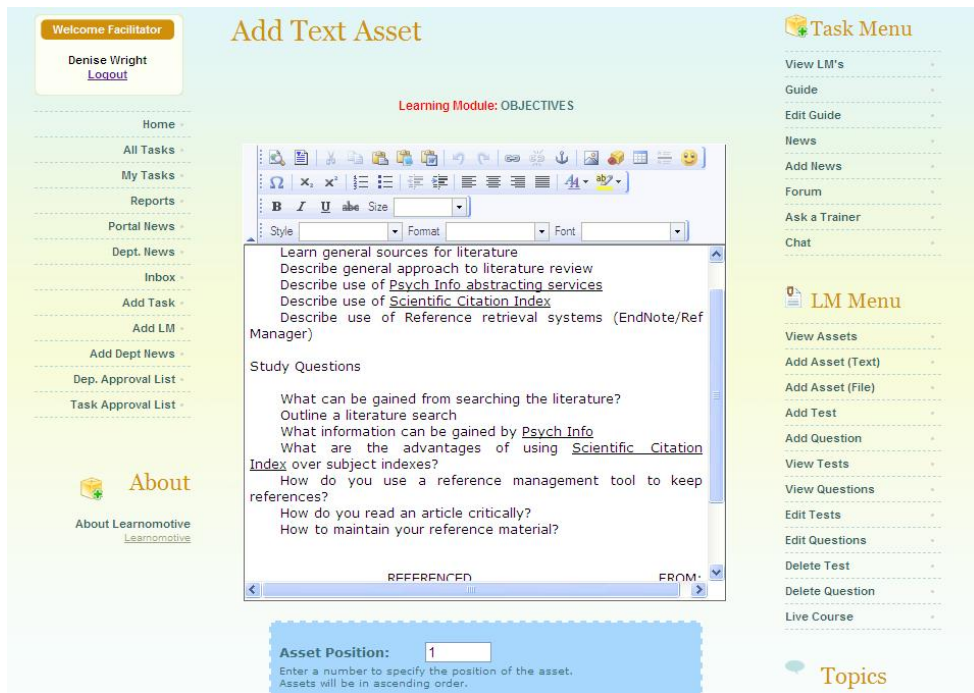 Welcome Facilitator
Denise Wright
Logout
Home
All Tasks
My Tasks
Reports
Portal News
Dept. News
Inbox
Add Task
Add LM
Add Dept News
Dep. Approval List
Task Approval List
About
About Learnomotive
Learnomotive
Add Text Asset
Learning Module: OBJECTIVES
B I U abc Size
Style Format Font
Learn general sources for literature
Describe general approach to literature review
Describe use of Psych Info abstracting services
Describe use of Scientific Citation Index
Describe use of Reference retrieval systems (EndNote/Ref
Manager)
Study Questions
What can be gained from searching the literature?
Outline a literature search
What information can be gained by Psych Info
What are the advantages of using Scientific Citation
Index over subject indexes?
How do you use a reference management tool to keep
references?
How do you read an article critically?
How to maintain your reference material?
REFERENCED FROM:
Asset Position: 1
Enter a number to specify the position of the asset.
Assets will be in ascending order.
Task Menu
View LM's
Guide
Edit Guide
News
Add News
Forum
Ask a Trainer
Chat
LM Menu
View Assets
Add Asset (Text)
Add Asset (File)
Add Test
Add Question
View Tests
View Questions
Edit Tests
Edit Questions
Delete Test
Delete Question
Live Course
Topics